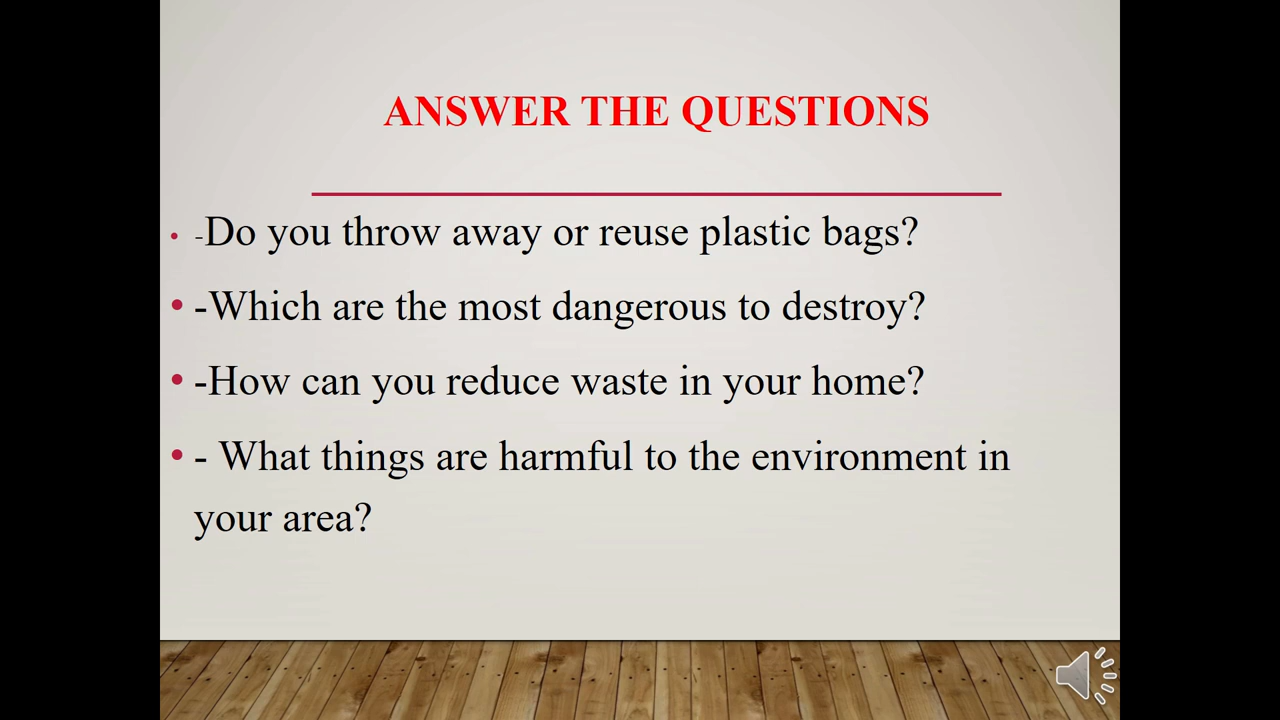 ANSWER THE QUESTIONS
• -Do you throw away or reuse plastic bags?
• -Which are the most dangerous to destroy?
• -How can you reduce waste in your home?
• - What things are harmful to the environment in
your area?